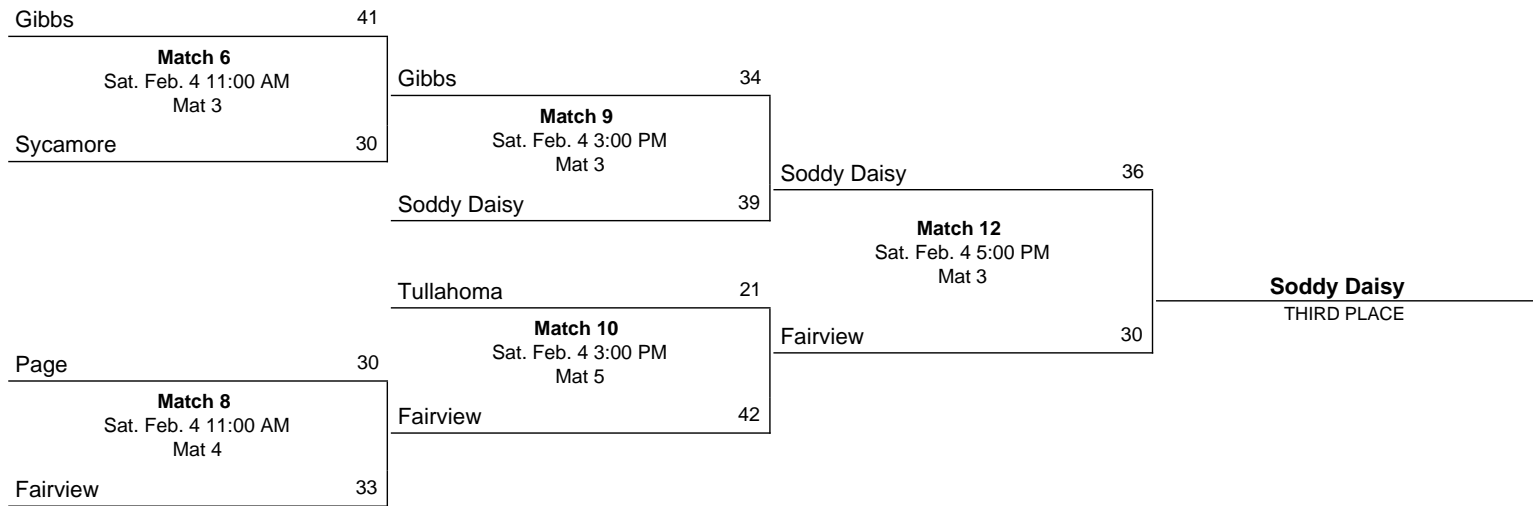 Gibbs 41
Match 6
Sat. Feb. 4 11:00 AM
Mat 3
Sycamore 30
Gibbs 34
Match 9
Sat. Feb. 4 3:00 PM
Mat 3
Soddy Daisy 39
Soddy Daisy 36
Match 12
Sat. Feb. 4 5:00 PM
Mat 3
Fairview 30
Soddy Daisy
THIRD PLACE
Tullahoma 21
Match 10
Sat. Feb. 4 3:00 PM
Mat 5
Fairview 42
Page 30
Match 8
Sat. Feb. 4 11:00 AM
Mat 4
Fairview 33